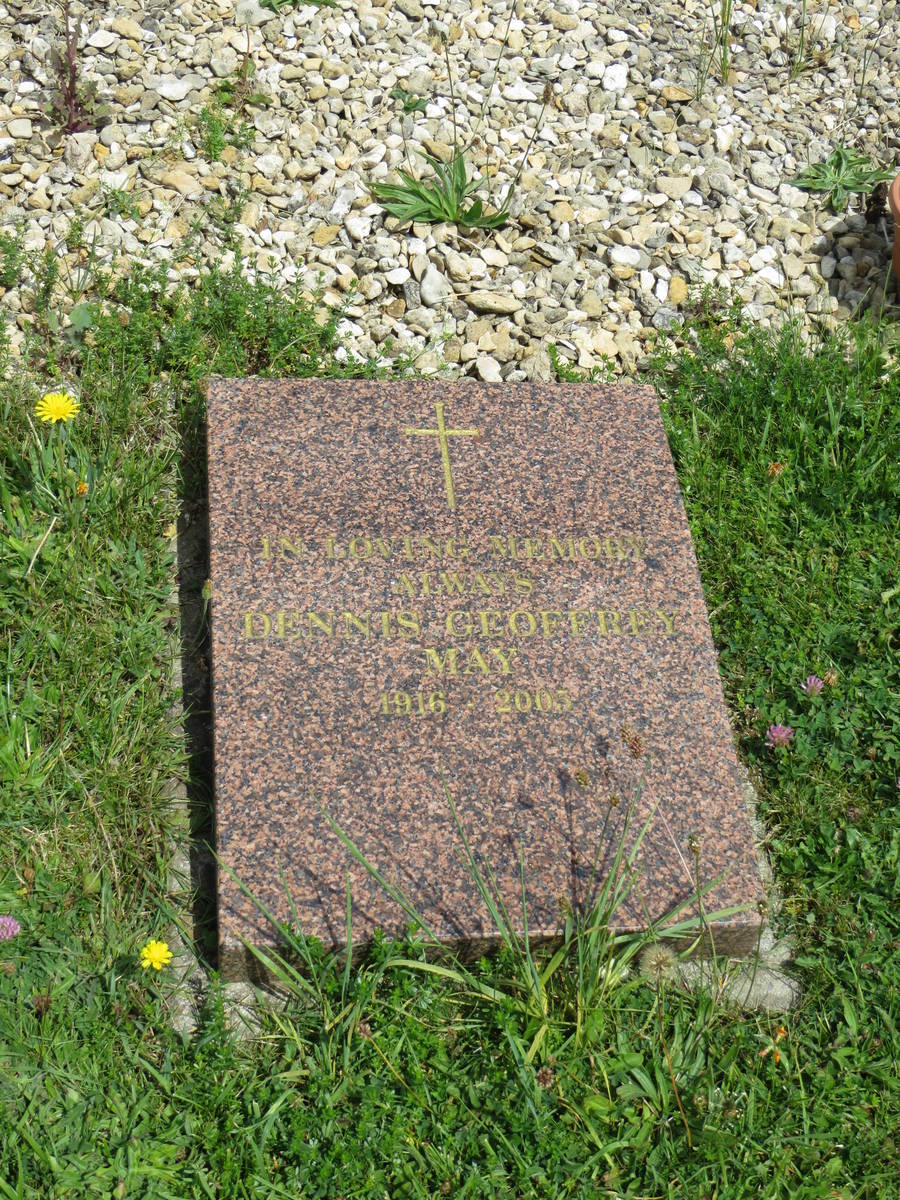 IN LOVING MEMORY
ALWAYS
DENNIS GEOFFREY
MAY
1916 - 2005